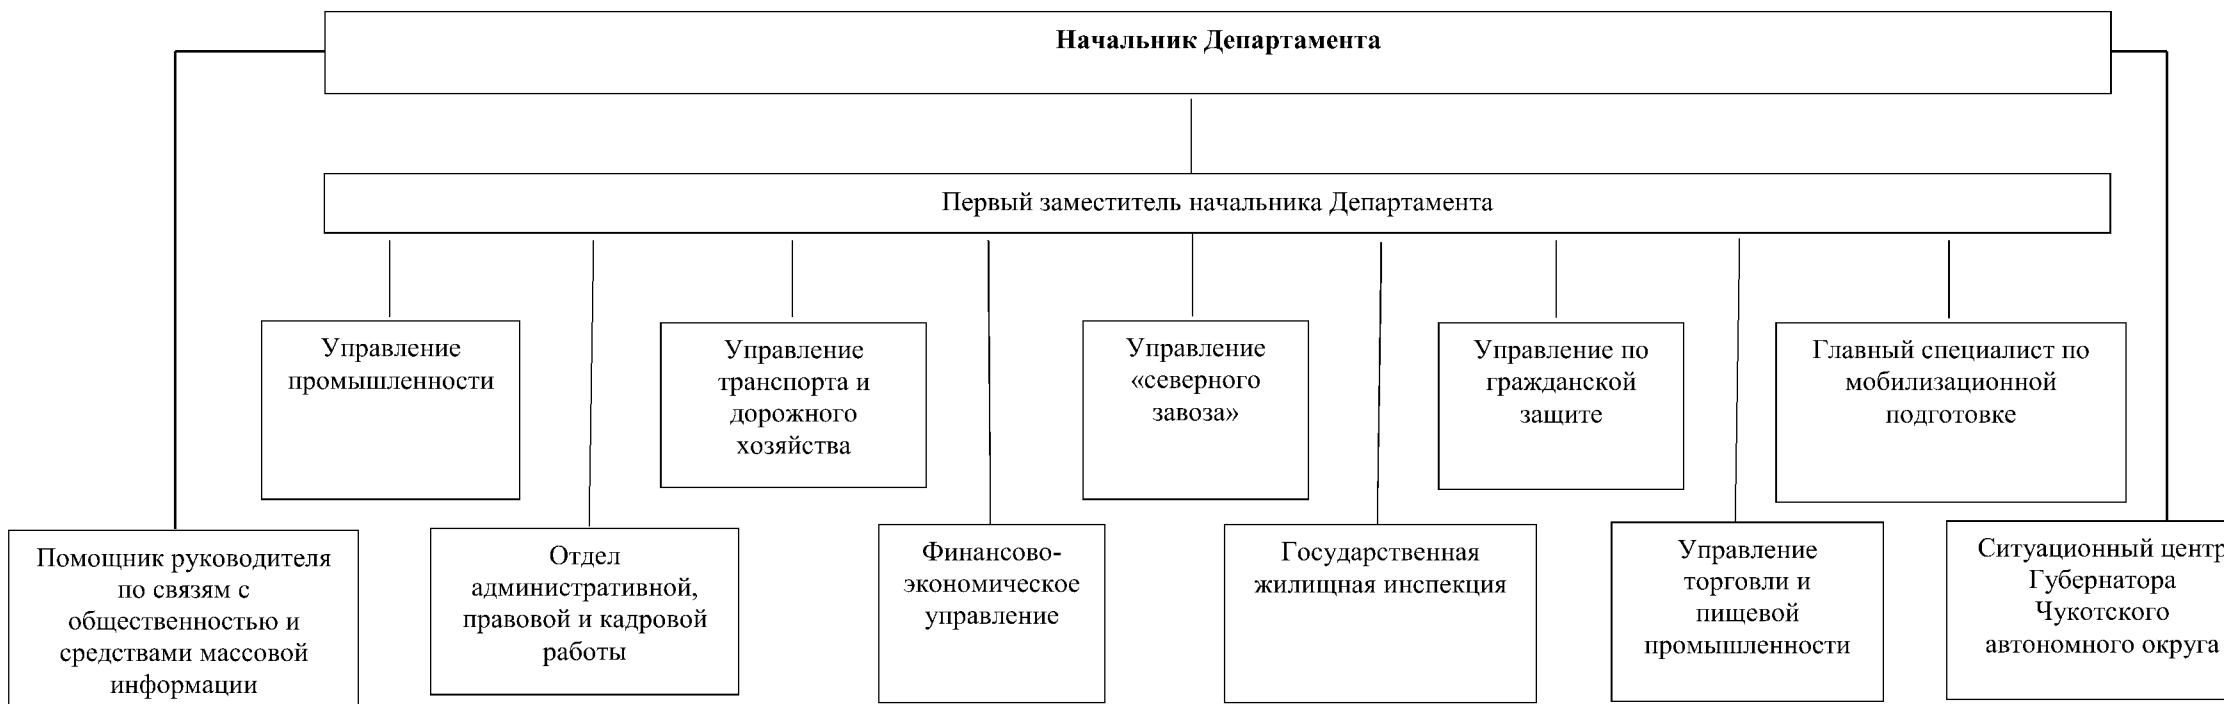 Начальник Департамента
Первый заместитель начальника Департамента
Управление
промышленности
Управление
транспорта и
дорожного
хозяйства
Управление
«северного
завоза»
Управление по
гражданской
защите
Главный специалист по
мобилизационной
подготовке
Помощник руководителя
по связям с
общественностью и
средствами массовой
информации
Отдел
административной,
правовой и кадровой
работы
Финансово-
экономическое
управление
Государственная
жилищная инспекция
Управление
торговли и
пищевой
промышленности
Ситуационный центр
Губернатора
Чукотского
автономного округа